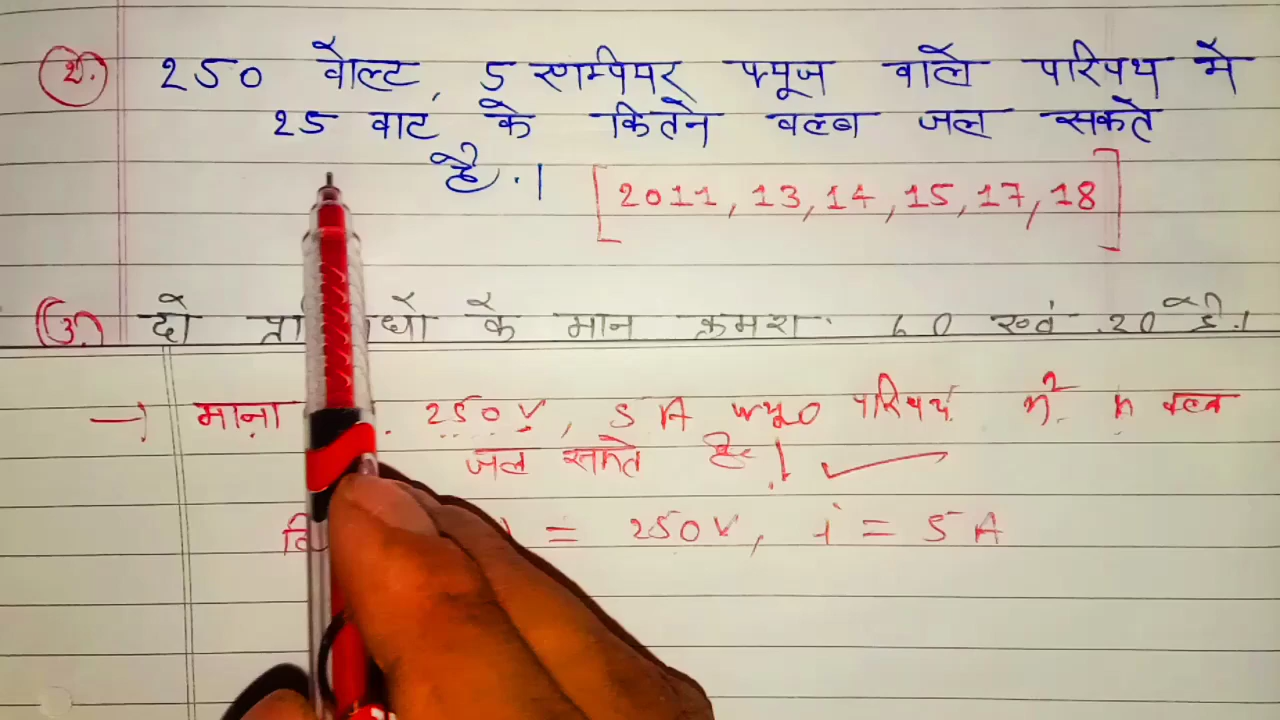 2. 250 वोल्ट, 5 एम्पियर फ्यूज वाले परिपथ मे
25 वाट के कितने बल्ब जल सकते
है.।
[2011, 13, 14, 15, 17, 18]
3. दो के मान क्रमश. 60 एवं 20 है।
→ माना 250V, 5A परिपथ में n बल्ब
जल सकते है।
= 250V, i = 5A